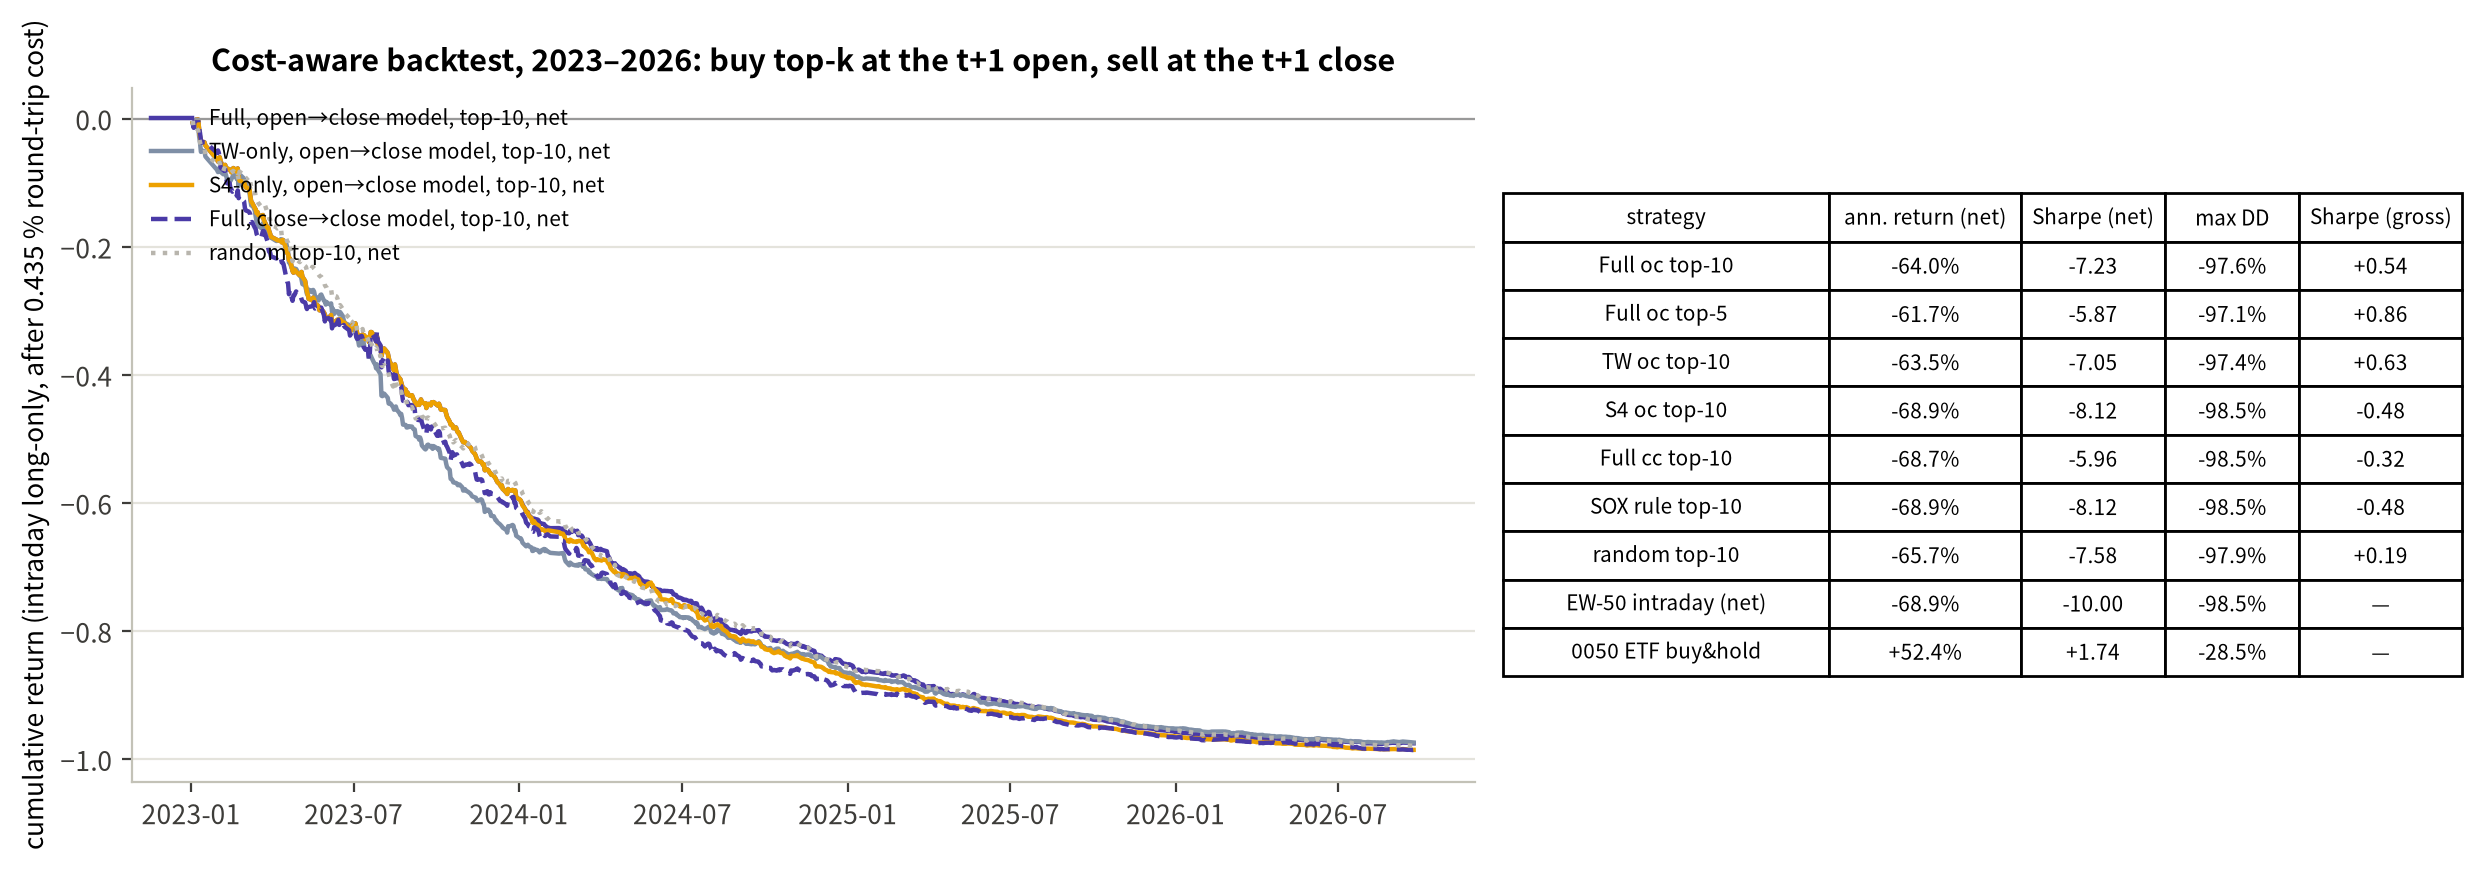 Cost-aware backtest, 2023–2026: buy top-k at the t+1 open, sell at the t+1 close
cumulative return (intraday long-only, after 0.435 % round-trip cost)
0.0
−0.2
−0.4
−0.6
−0.8
−1.0
Full, open→close model, top-10, net
TW-only, open→close model, top-10, net
S4-only, open→close model, top-10, net
Full, close→close model, top-10, net
random top-10, net
2023-01 2023-07 2024-01 2024-07 2025-01 2025-07 2026-01 2026-07
strategy ann. return (net) Sharpe (net) max DD Sharpe (gross)
Full oc top-10 -64.0% -7.23 -97.6% +0.54
Full oc top-5 -61.7% -5.87 -97.1% +0.86
TW oc top-10 -63.5% -7.05 -97.4% +0.63
S4 oc top-10 -68.9% -8.12 -98.5% -0.48
Full cc top-10 -68.7% -5.96 -98.5% -0.32
SOX rule top-10 -68.9% -8.12 -98.5% -0.48
random top-10 -65.7% -7.58 -97.9% +0.19
EW-50 intraday (net) -68.9% -10.00 -98.5% —
0050 ETF buy&hold +52.4% +1.74 -28.5% —